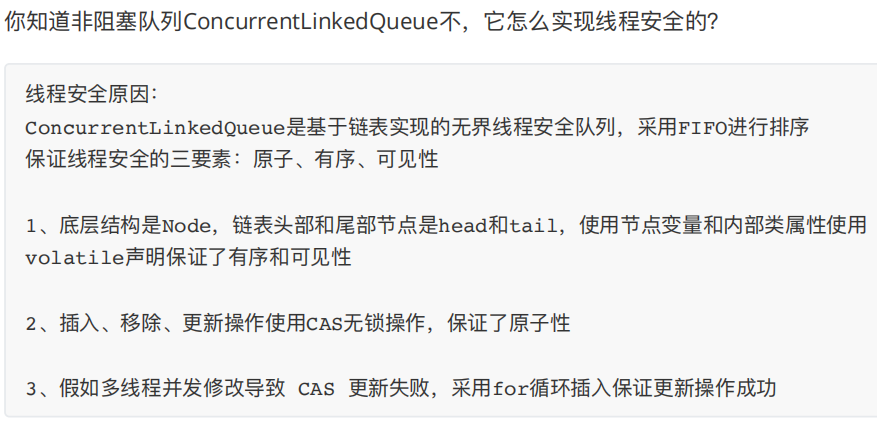 你知道非阻塞队列ConcurrentLinkedQueue不，它怎么实现线程安全的？
线程安全原因：
ConcurrentLinkedQueue是基于链表实现的无界线程安全队列，采用FIFO进行排序
保证线程安全的三要素：原子、有序、可见性
1、底层结构是Node，链表头部和尾部节点是head和tail，使用节点变量和内部类属性使用
volatile声明保证了有序和可见性
2、插入、移除、更新操作使用CAS无锁操作，保证了原子性
3、假如多线程并发修改导致 CAS 更新失败，采用for循环插入保证更新操作成功